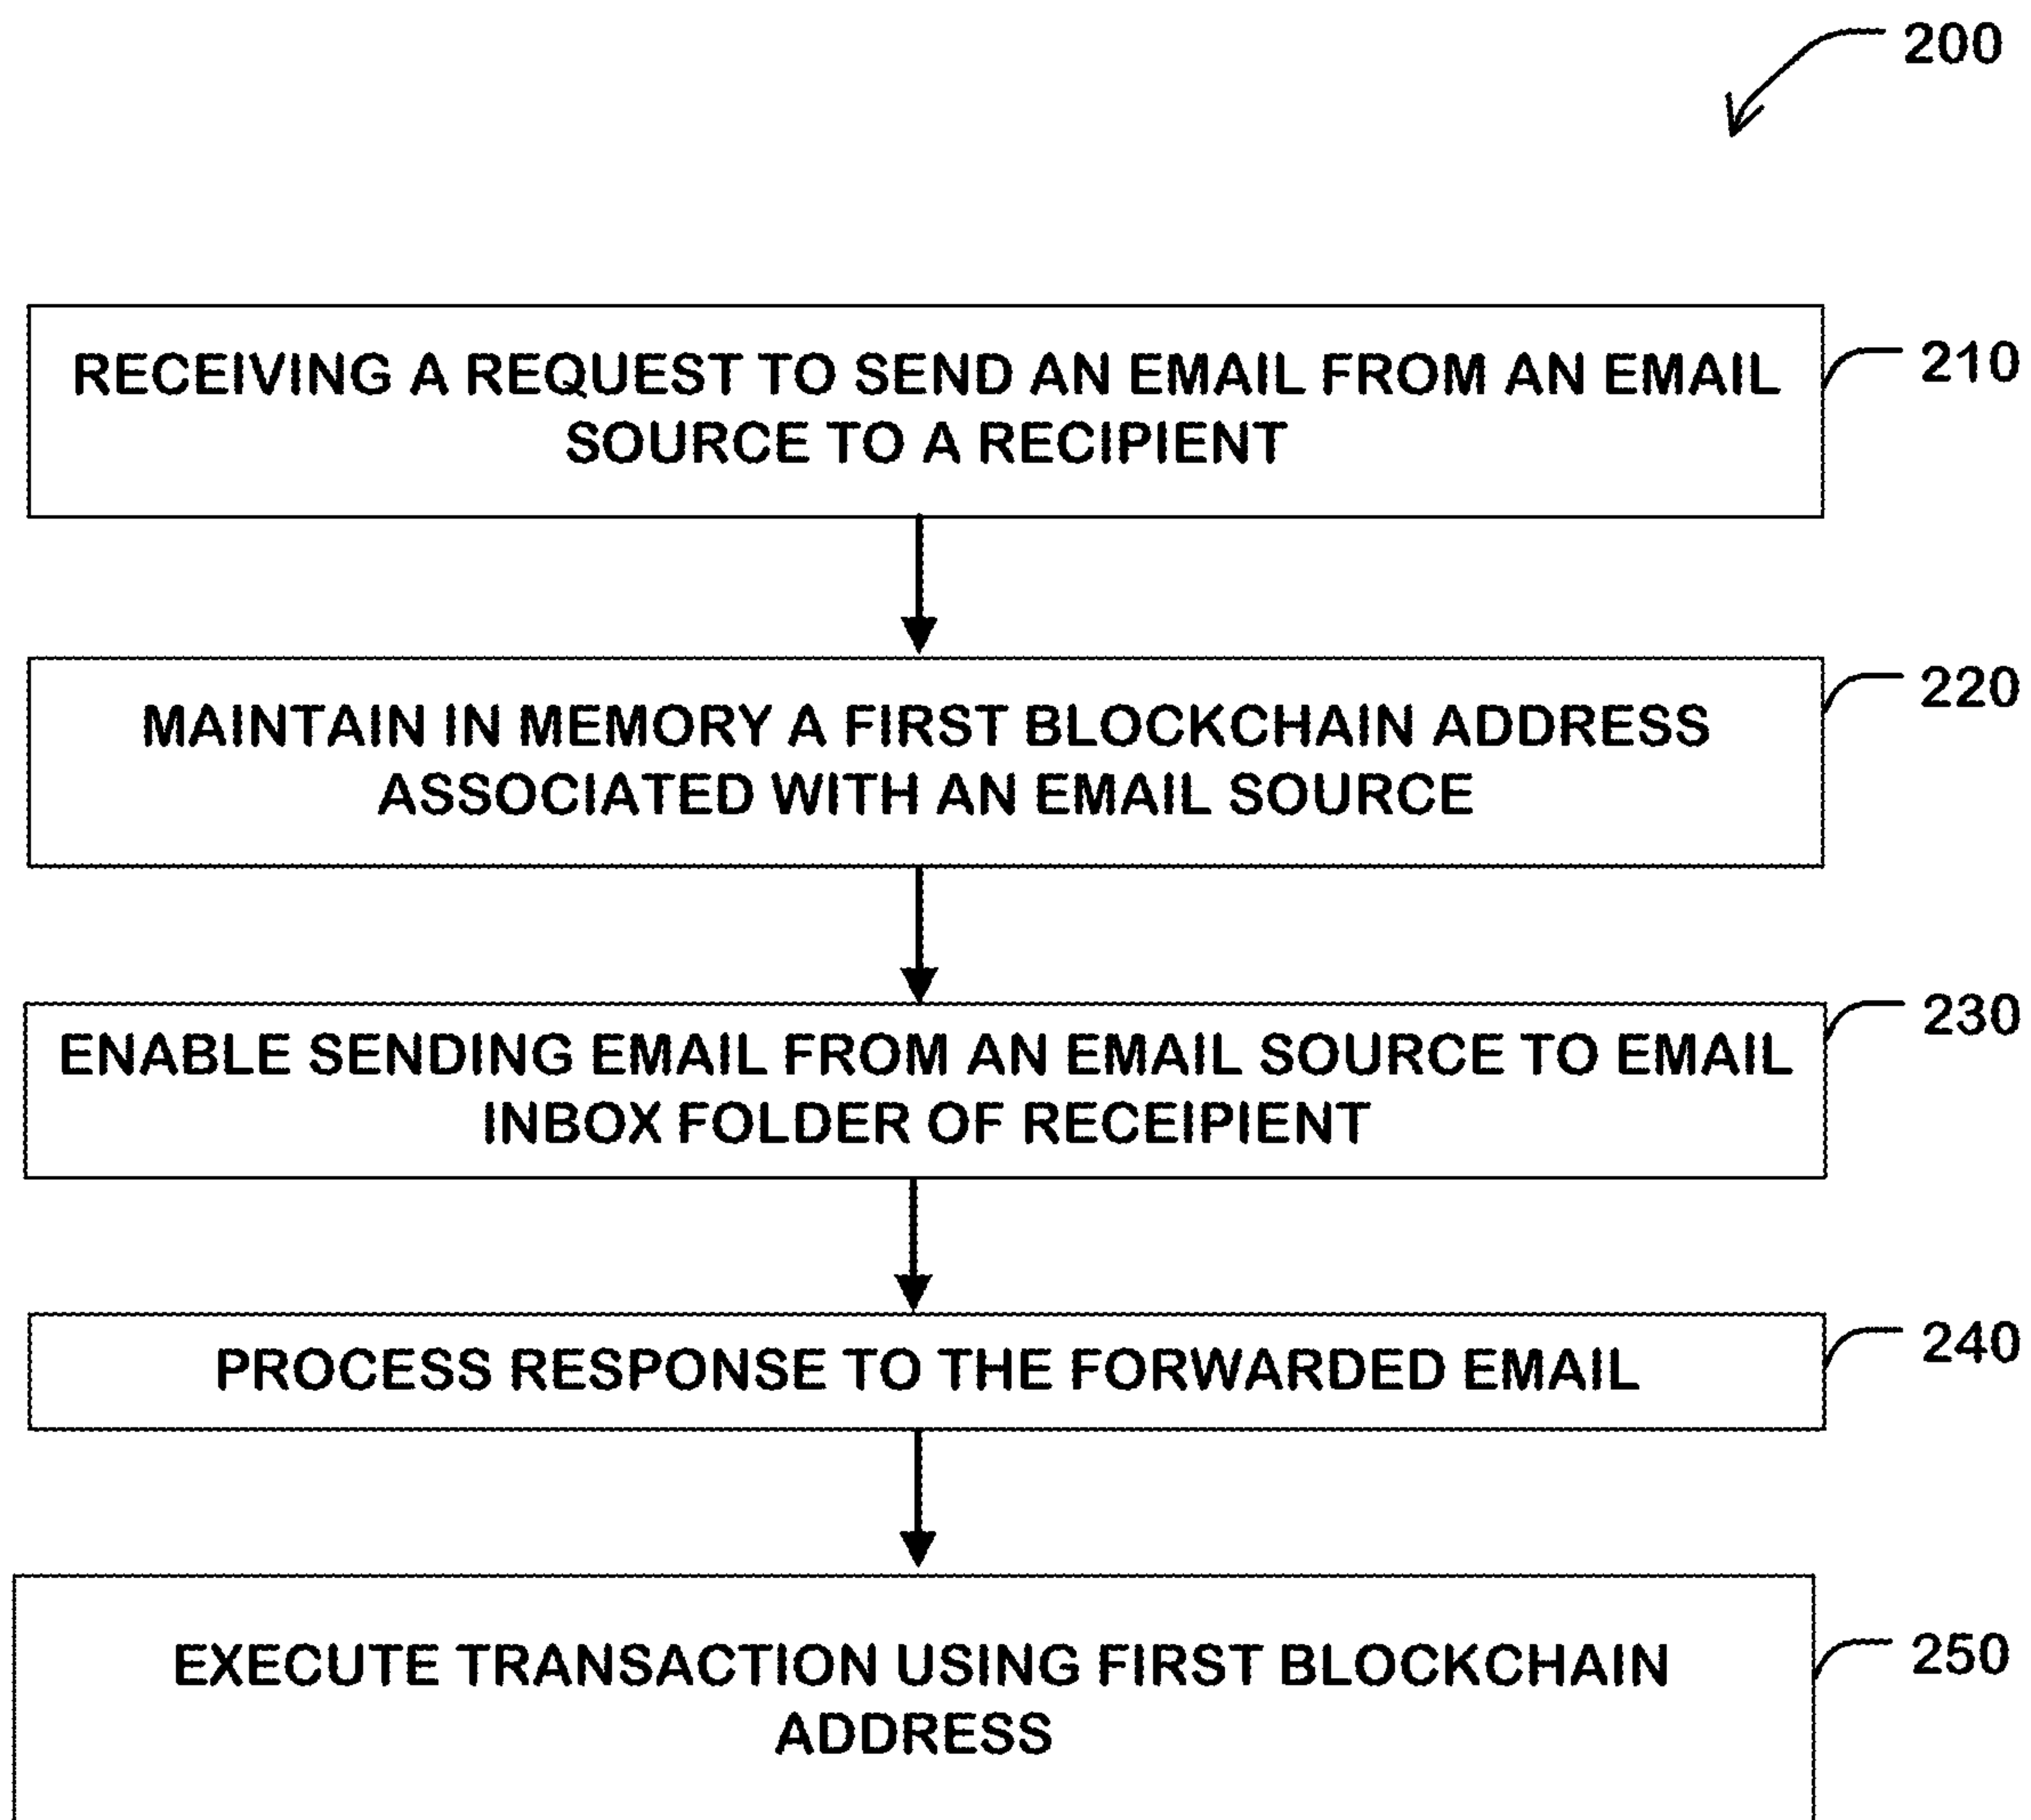 200
RECEIVING A REQUEST TO SEND AN EMAIL FROM AN EMAIL
SOURCE TO A RECIPIENT
210
MAINTAIN IN MEMORY A FIRST BLOCKCHAIN ADDRESS
ASSOCIATED WITH AN EMAIL SOURCE
220
ENABLE SENDING EMAIL FROM AN EMAIL SOURCE TO EMAIL
INBOX FOLDER OF RECEIPIENT
230
PROCESS RESPONSE TO THE FORWARDED EMAIL
240
EXECUTE TRANSACTION USING FIRST BLOCKCHAIN
ADDRESS
250